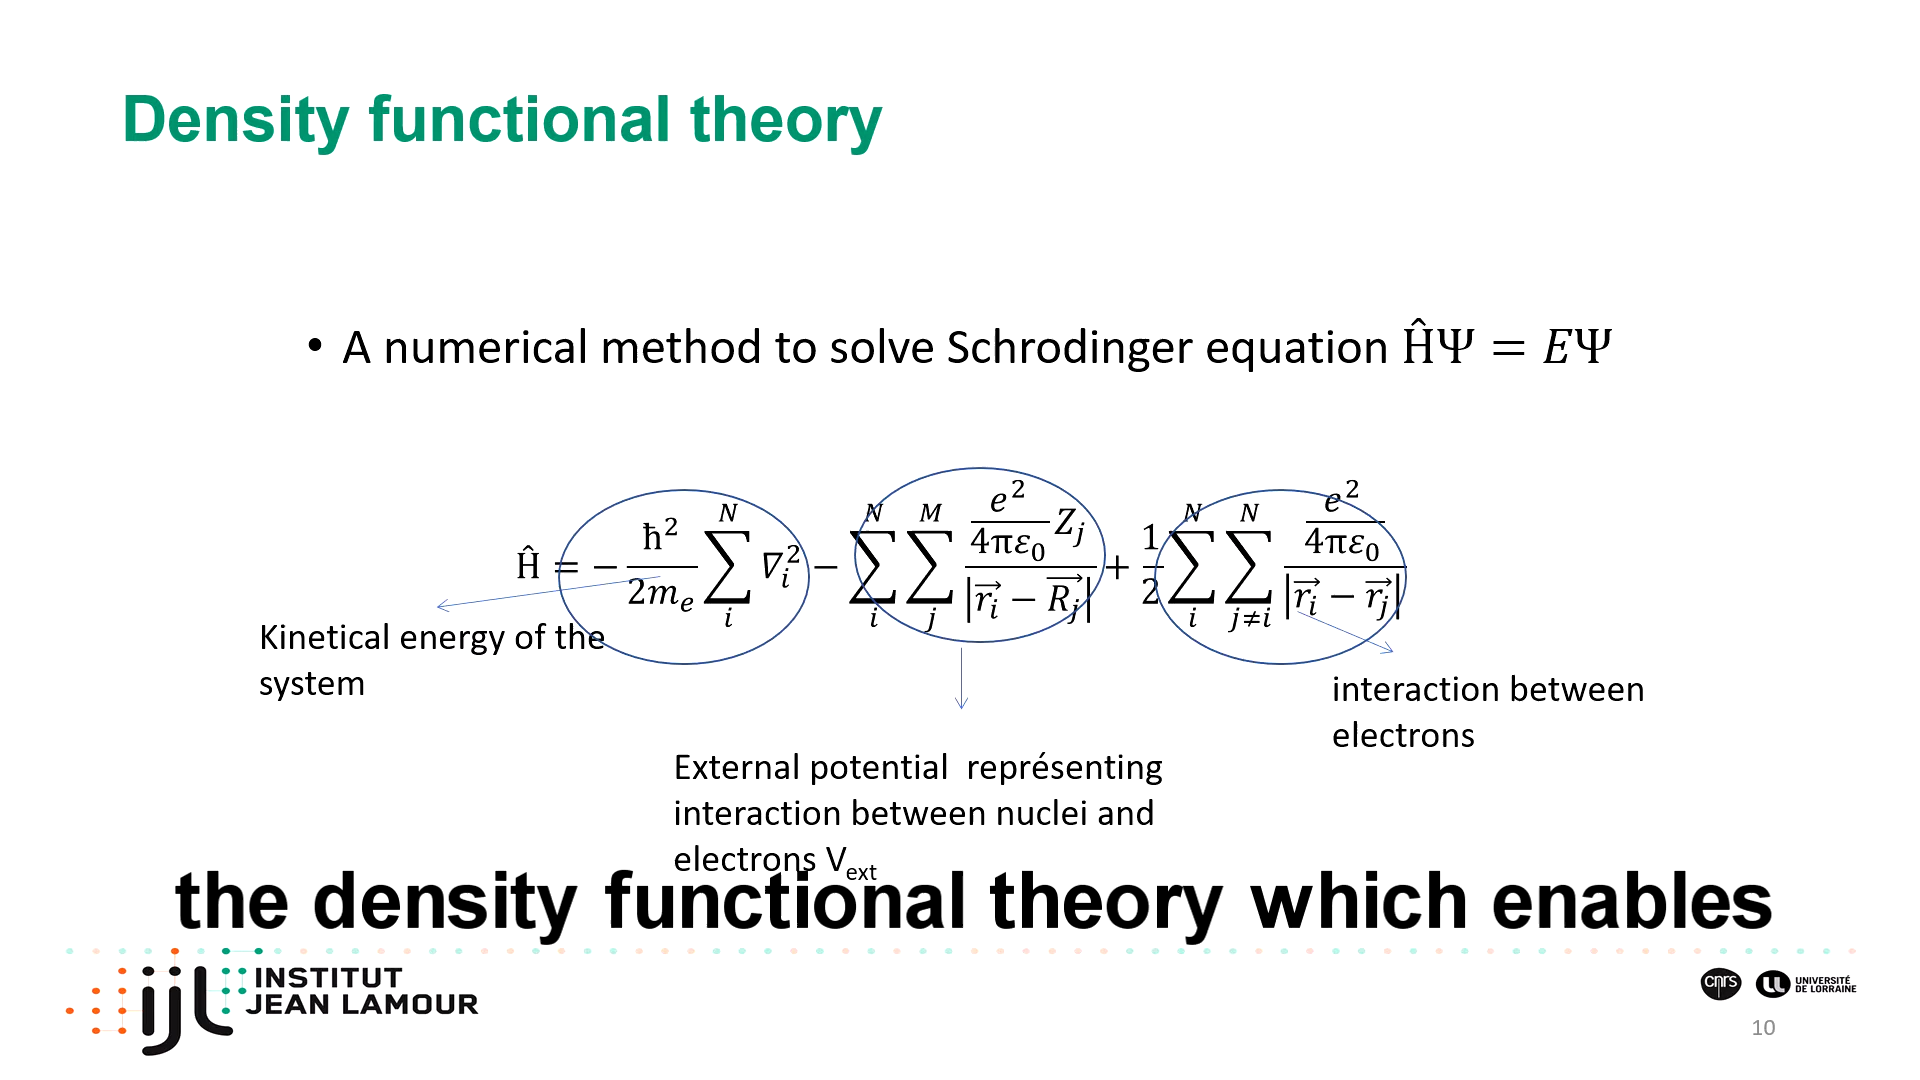 Density functional theory
• A numerical method to solve Schrodinger equation ĤΨ = EΨ
Ĥ = − ħ²/2mₑ ∑ᵢᴺ ∇ᵢ² − ∑ᵢᴺ ∑ⱼᴹ (e²/4πε₀ Zⱼ)/|r⃗ᵢ − R⃗ⱼ| + 1/2 ∑ᵢᴺ ∑ⱼ≠ᵢᴺ (e²/4πε₀)/|r⃗ᵢ − r⃗ⱼ|
Kinetical energy of the
system
interaction between
electrons
External potential représenting
interaction between nuclei and
electrons Vext
the density functional theory which enables
ijl INSTITUT
JEAN LAMOUR
cnrs
UNIVERSITÉ
DE LORRAINE
10